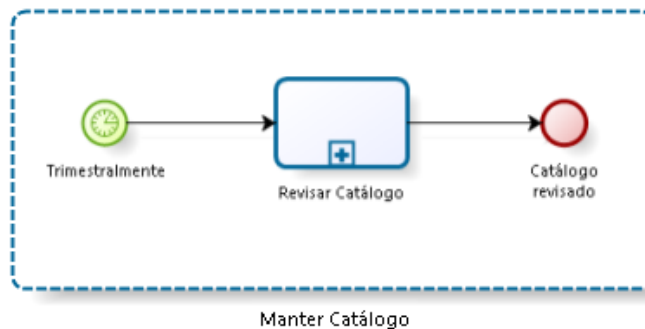 Trimestralmente
Revisar Catálogo
Catálogo
revisado
Manter Catálogo